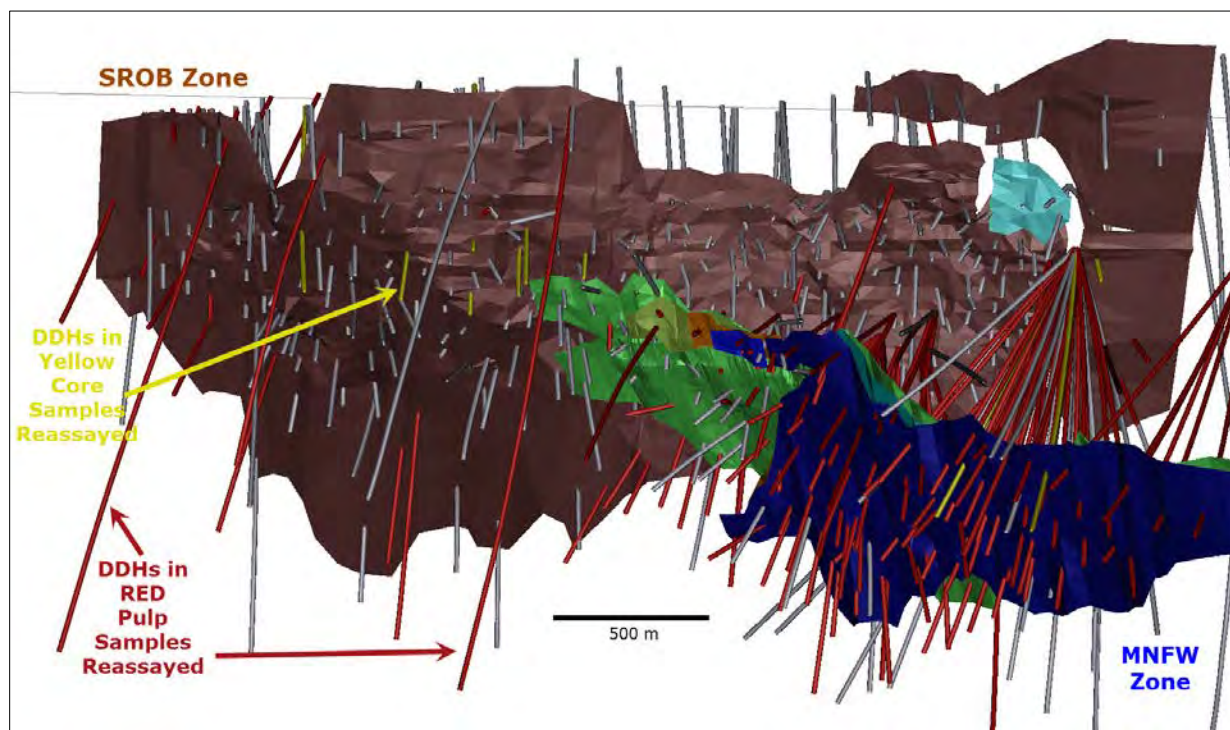 SROB Zone
DDHs in
Yellow
Core
Samples
Reassayed
DDHs in
RED
Pulp
Samples
Reassayed
500 m
MNFW
Zone